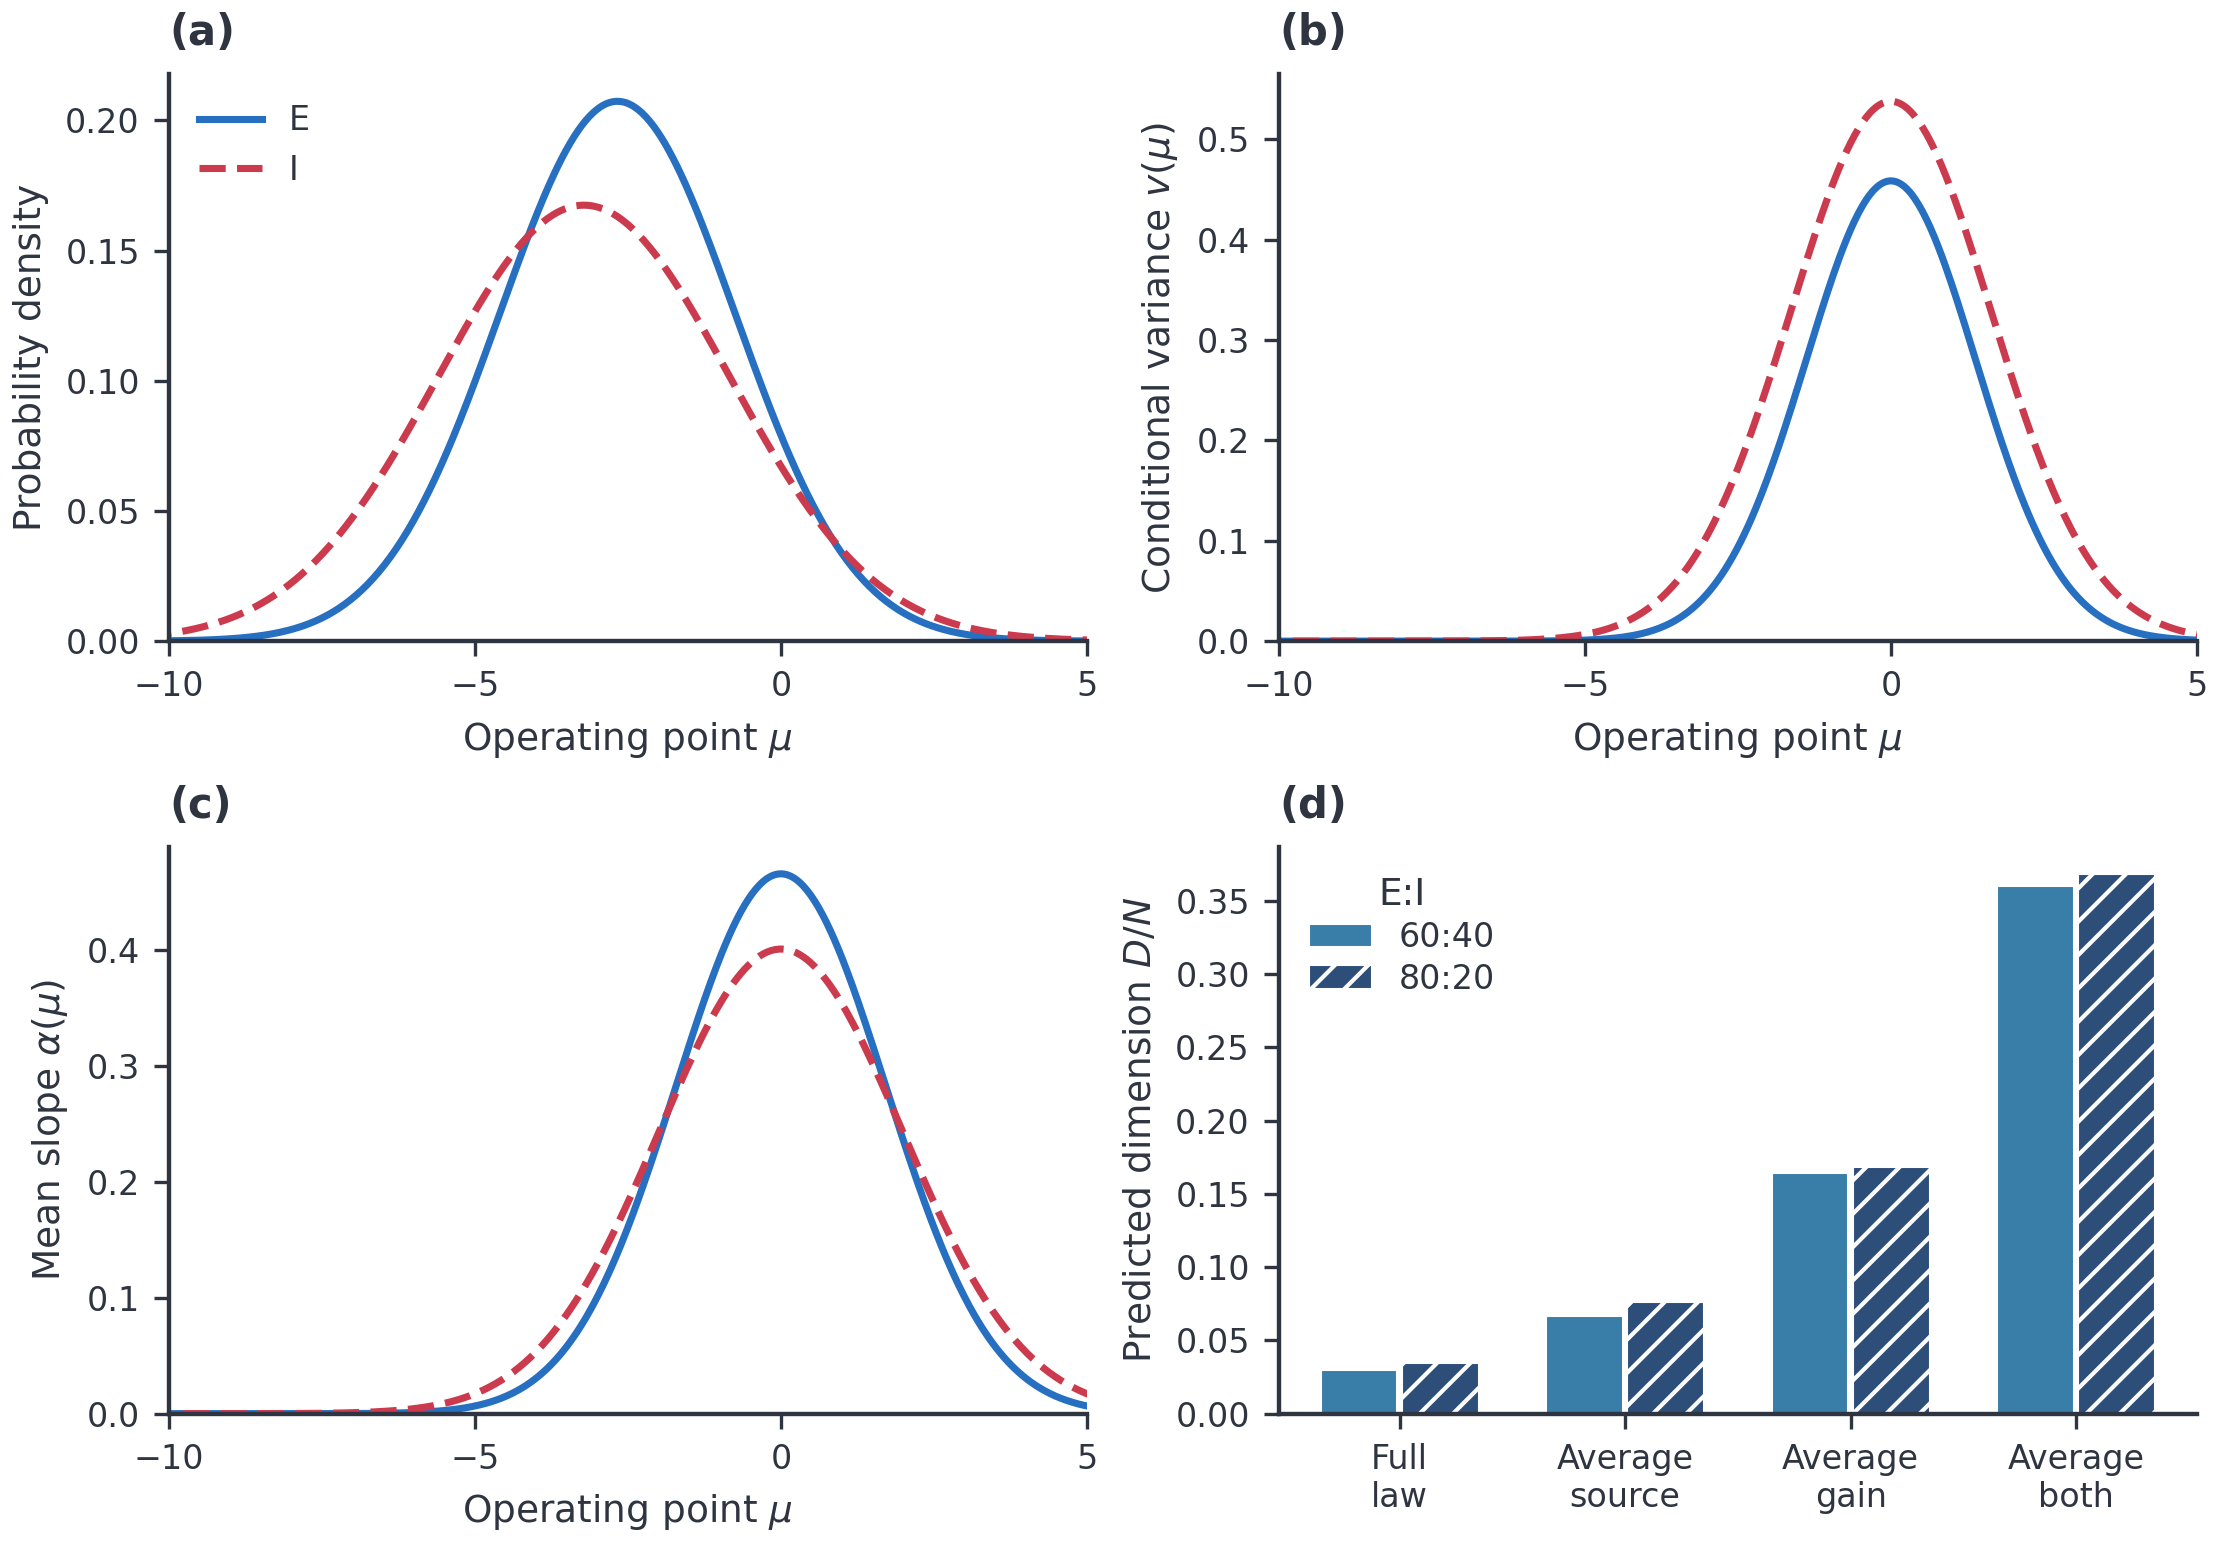 (a)
E
I
Probability density
0.20
0.15
0.10
0.05
0.00
−10
−5
0
5
Operating point μ
(b)
Conditional variance v(μ)
0.5
0.4
0.3
0.2
0.1
0.0
−10
−5
0
5
Operating point μ
(c)
Mean slope α(μ)
0.4
0.3
0.2
0.1
0.0
−10
−5
0
5
Operating point μ
(d)
E:I
60:40
80:20
Predicted dimension D/N
0.35
0.30
0.25
0.20
0.15
0.10
0.05
0.00
Full
law
Average
source
Average
gain
Average
both